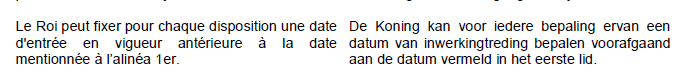 Le Roi peut fixer pour chaque disposition une date
d'entrée en vigueur antérieure à la date
mentionnée à l'alinéa 1er.
De Koning kan voor iedere bepaling ervan een
datum van inwerkingtreding bepalen voorafgaand
aan de datum vermeld in het eerste lid.